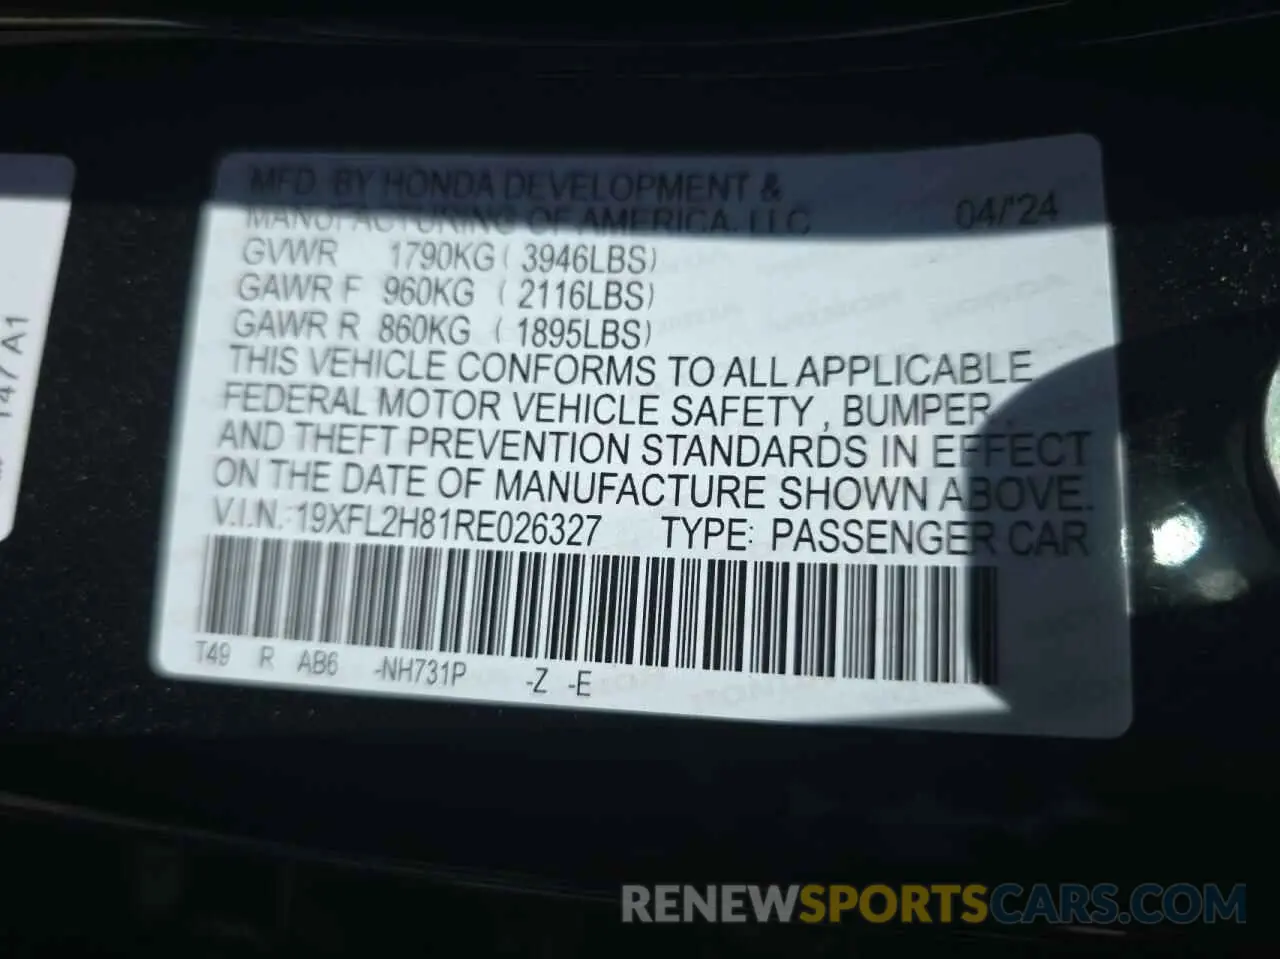 MFD. BY HONDA DEVELOPMENT &
MANUFACTURING OF AMERICA, LLC 04/'24
GVWR 1790KG ( 3946LBS)
GAWR F 960KG ( 2116LBS)
GAWR R 860KG ( 1895LBS)
THIS VEHICLE CONFORMS TO ALL APPLICABLE
FEDERAL MOTOR VEHICLE SAFETY , BUMPER ,
AND THEFT PREVENTION STANDARDS IN EFFECT
ON THE DATE OF MANUFACTURE SHOWN ABOVE.
V.I.N.: 19XFL2H81RE026327 TYPE: PASSENGER CAR
T49 R AB6 -NH731P -Z -E
147 A1
RENEWSPORTSCARS.COM